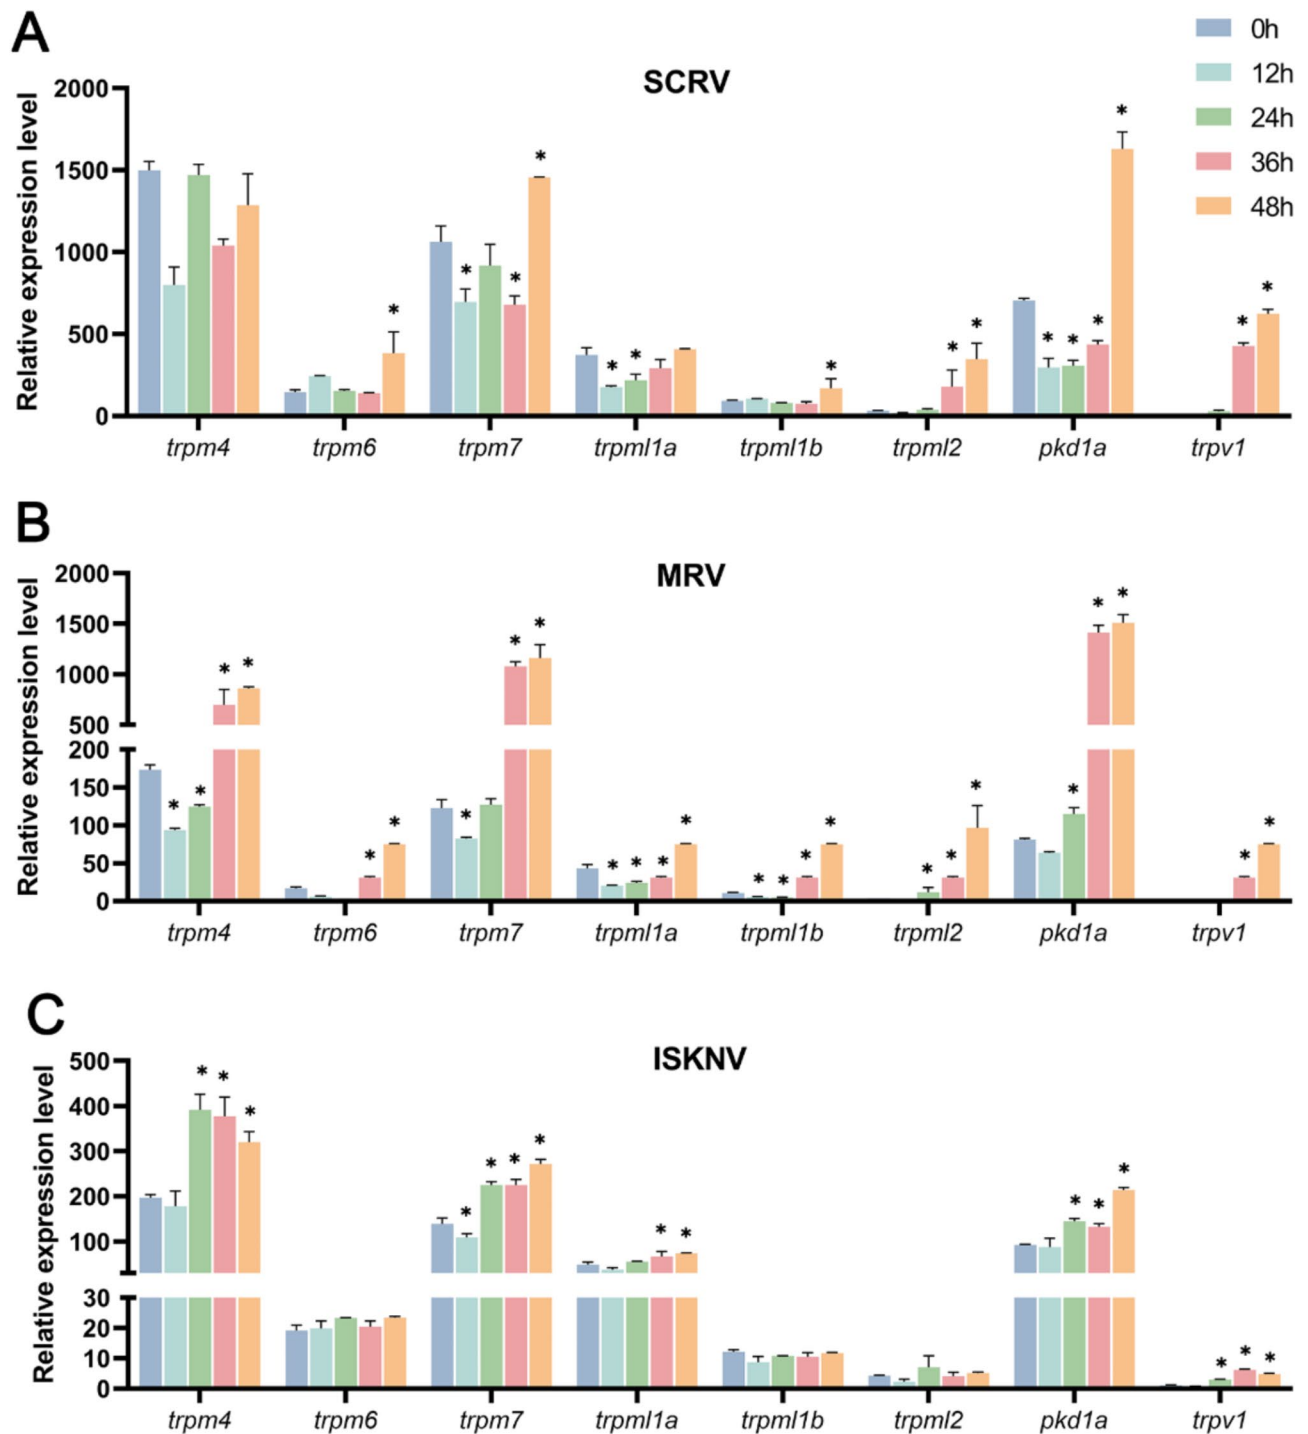 A
SCRV
0h
12h
24h
36h
48h
Relative expression level
2000
1500
1000
500
0
* * * * * * * * * * * * * * * *
trpm4 trpm6 trpm7 trpml1a trpml1b trpml2 pkd1a trpv1
B
MRV
Relative expression level
2000
1500
1000
500
200
150
100
50
0
* * * * * * * * * * * * * * * * * * * * * * * * *
trpm4 trpm6 trpm7 trpml1a trpml1b trpml2 pkd1a trpv1
C
ISKNV
Relative expression level
500
400
300
200
100
30
20
10
0
* * * * * * * * * * * * * * *
trpm4 trpm6 trpm7 trpml1a trpml1b trpml2 pkd1a trpv1